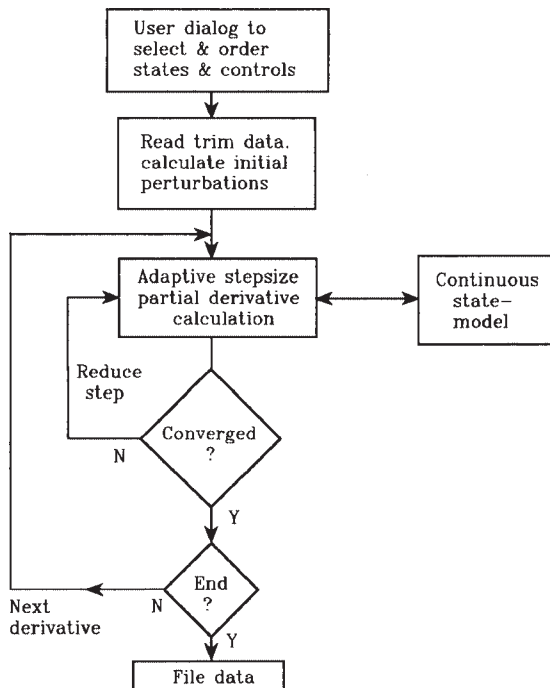 User dialog to
select & order
states & controls
Read trim data.
calculate initial
perturbations
Adaptive stepsize
partial derivative
calculation
Continuous
state-
model
Reduce
step
Converged
?
N
Y
End
?
N
Next
derivative
Y
File data